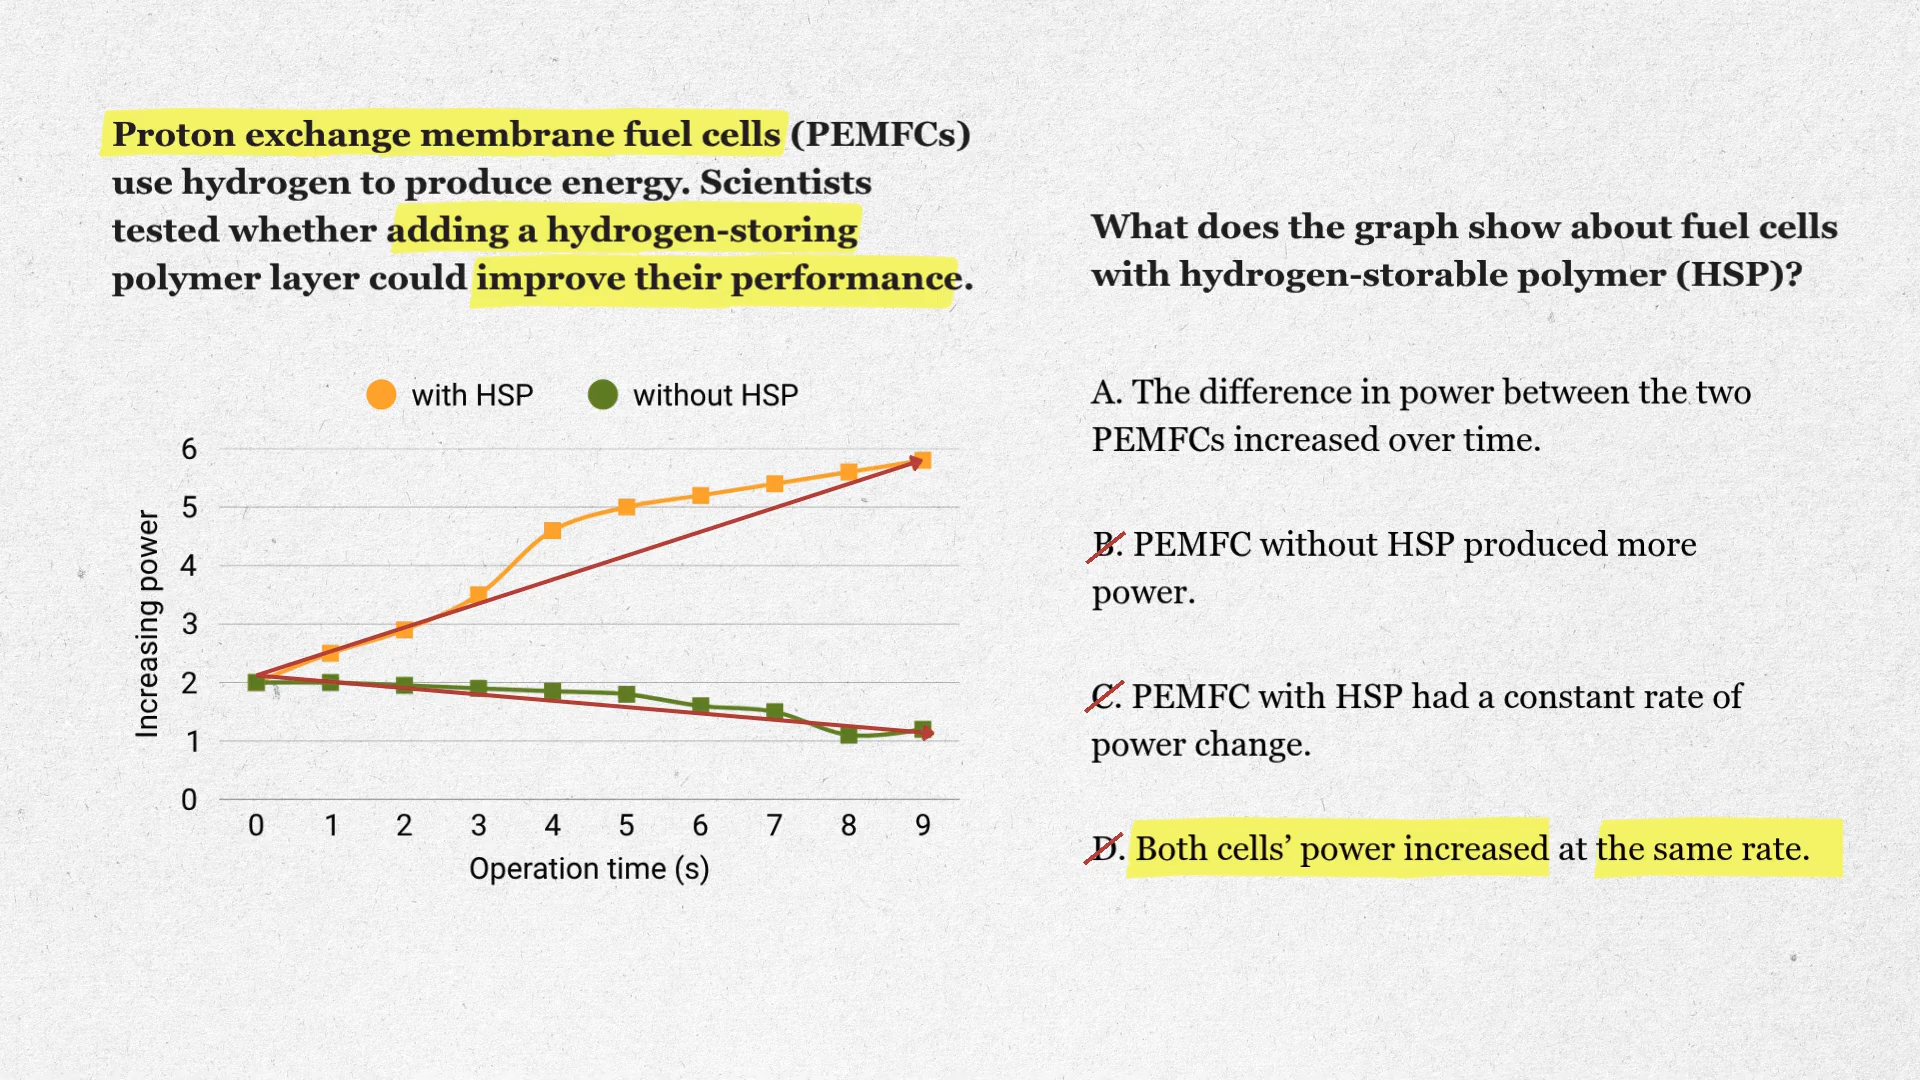 Proton exchange membrane fuel cells (PEMFCs)
use hydrogen to produce energy. Scientists
tested whether adding a hydrogen-storing
polymer layer could improve their performance.
with HSP
without HSP
Increasing power
6
5
4
3
2
1
0
0 1 2 3 4 5 6 7 8 9
Operation time (s)
What does the graph show about fuel cells
with hydrogen-storable polymer (HSP)?
A. The difference in power between the two
PEMFCs increased over time.
B. PEMFC without HSP produced more
power.
C. PEMFC with HSP had a constant rate of
power change.
D. Both cells’ power increased at the same rate.